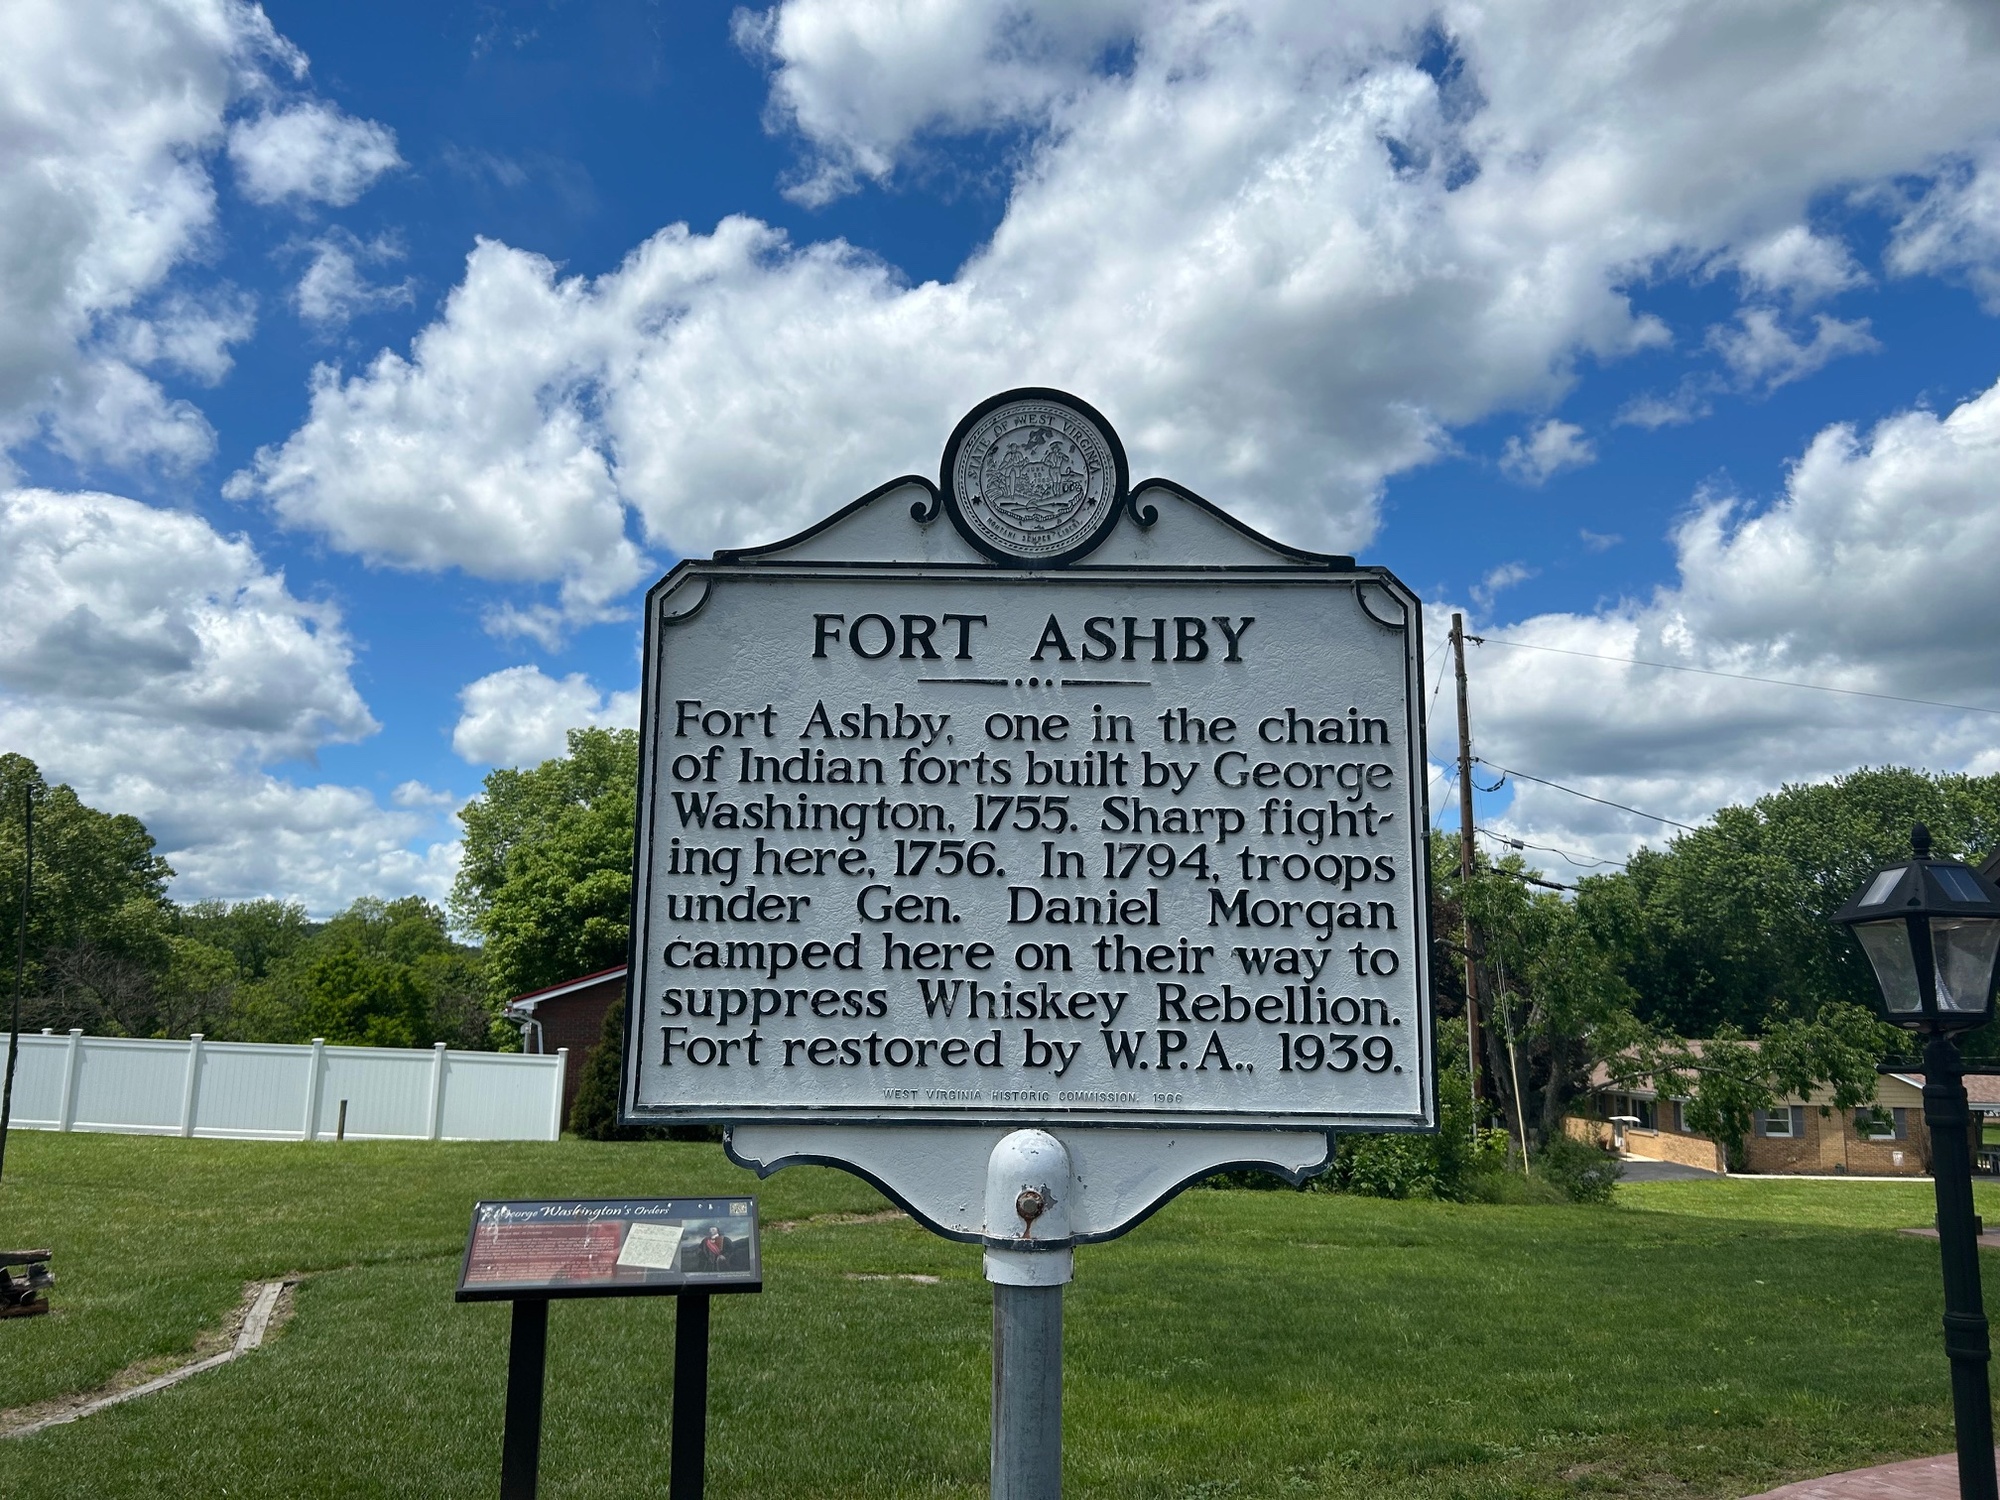 STATE OF WEST VIRGINIA
MONTANI SEMPER LIBERI
FORT ASHBY
Fort Ashby, one in the chain
of Indian forts built by George
Washington, 1755. Sharp fight-
ing here, 1756. In 1794, troops
under Gen. Daniel Morgan
camped here on their way to
suppress Whiskey Rebellion.
Fort restored by W.P.A., 1939.
WEST VIRGINIA HISTORIC COMMISSION, 1966
George Washington's Orders